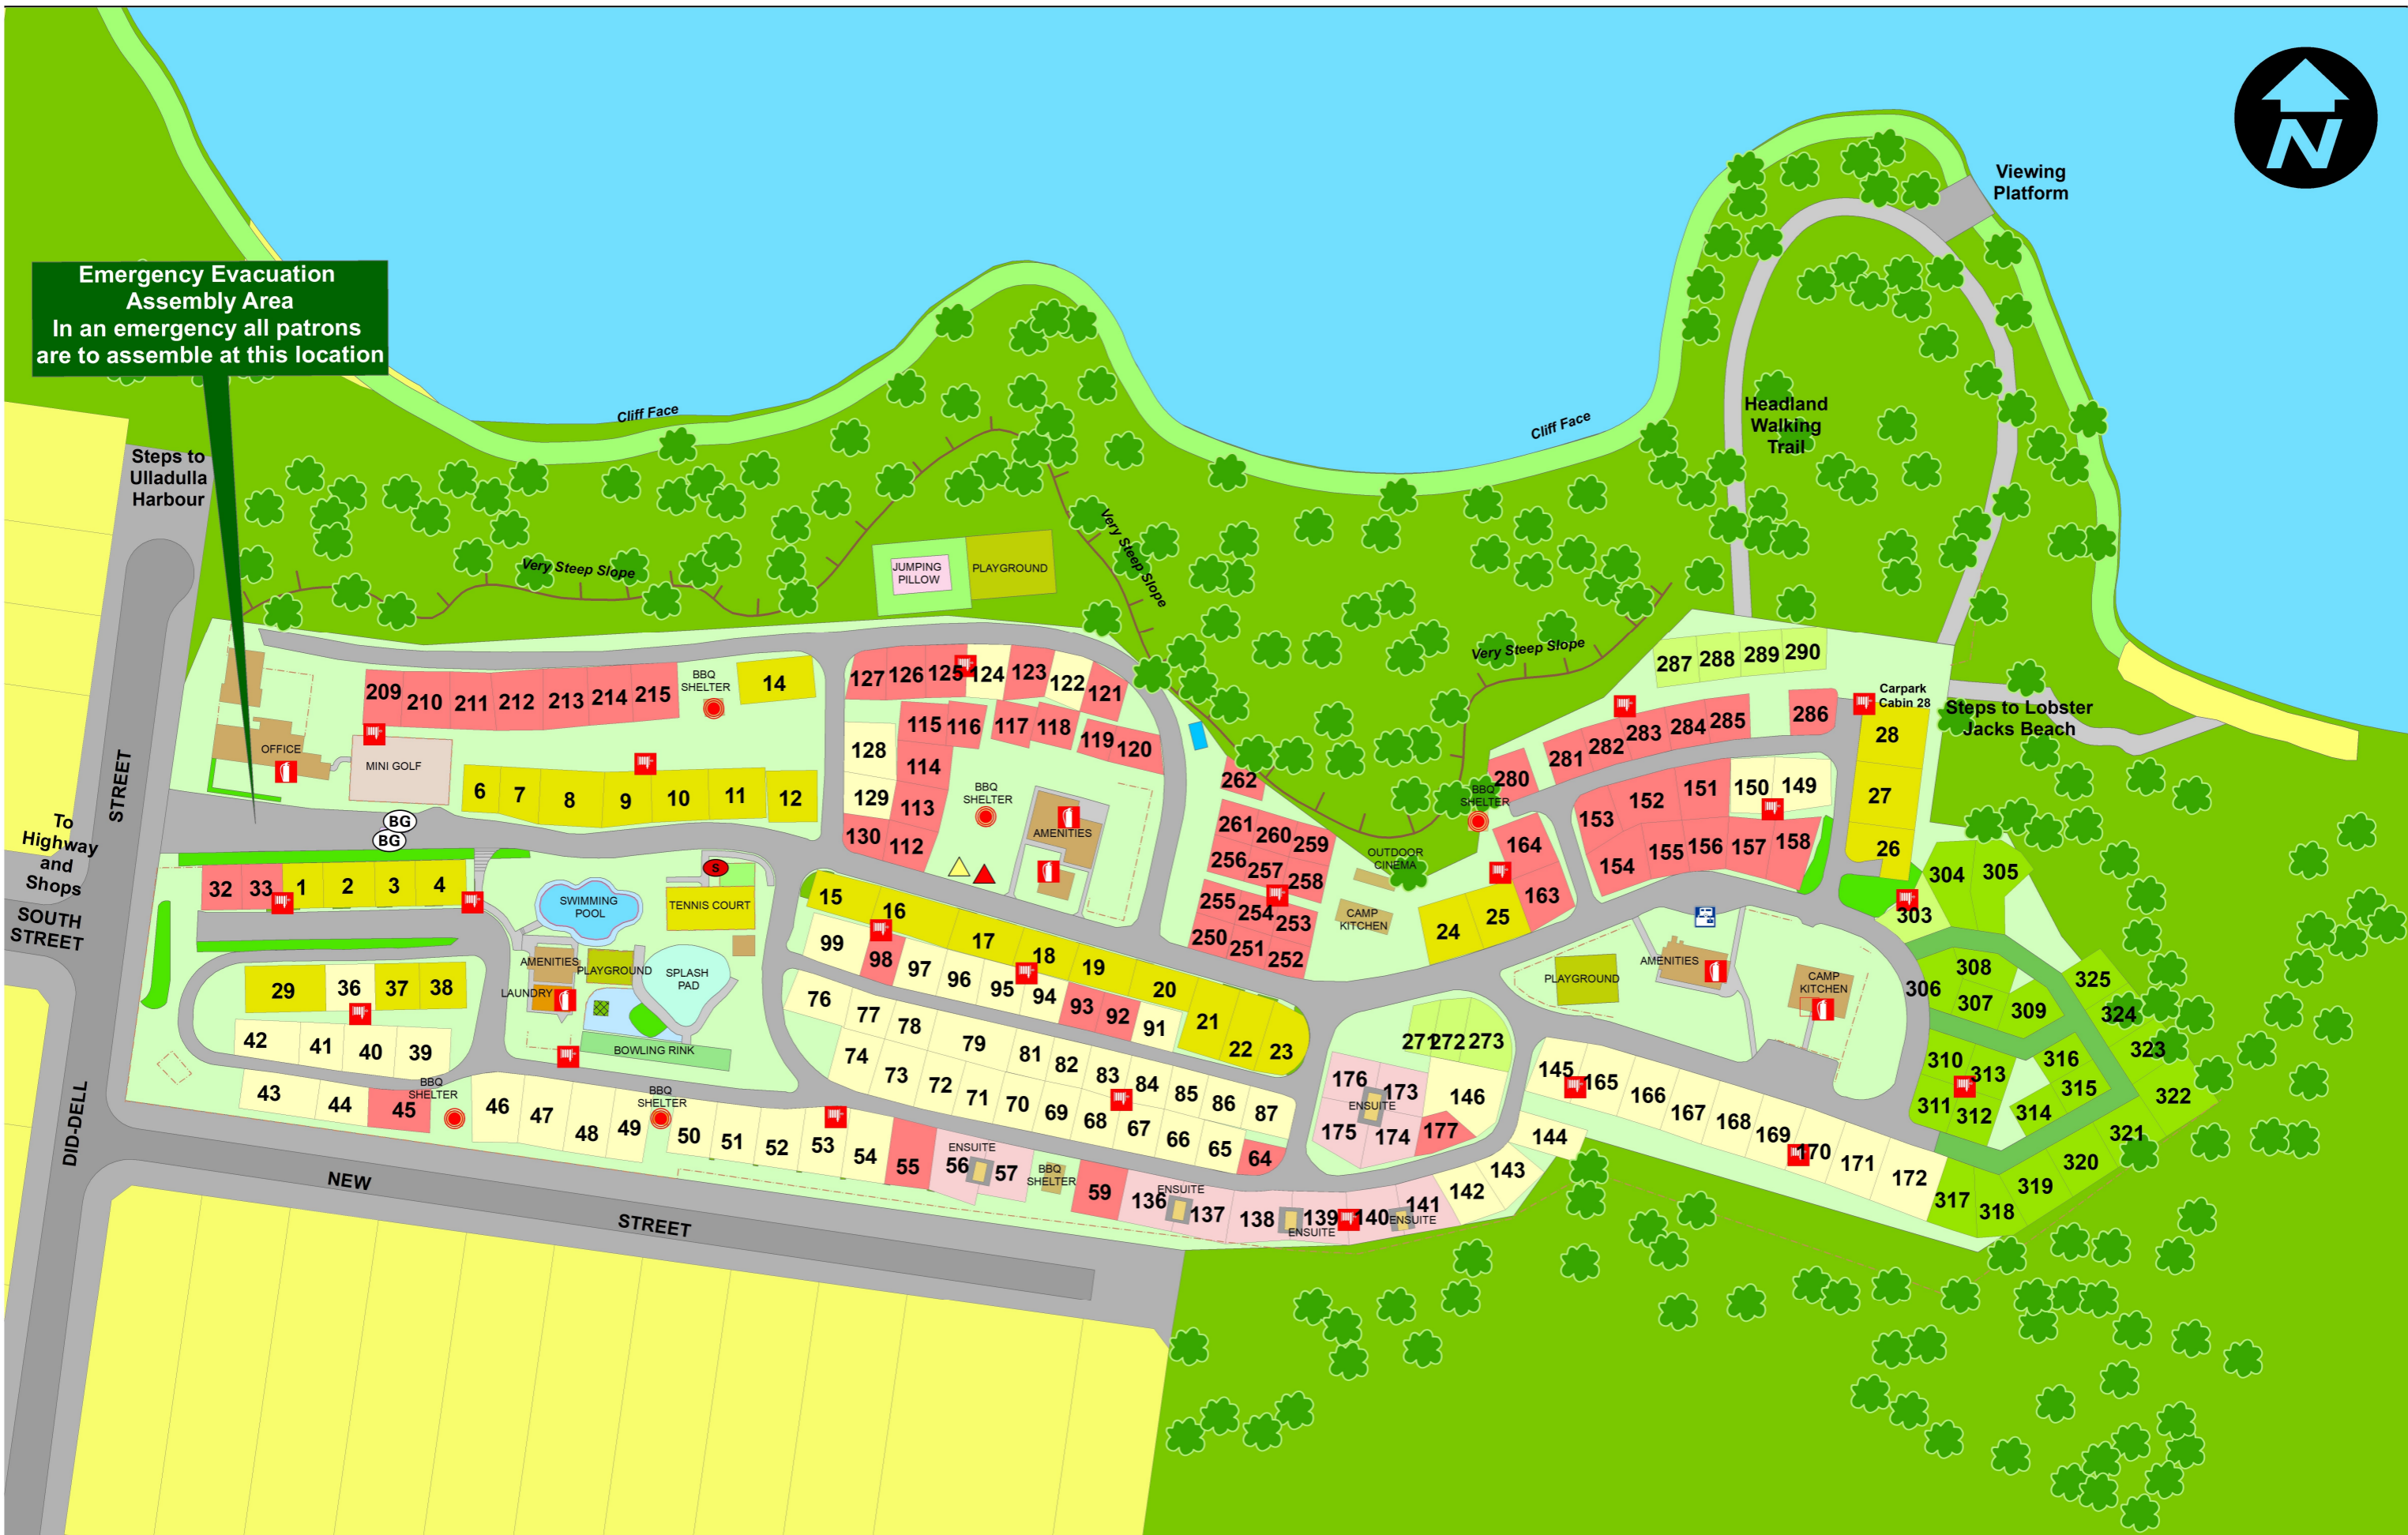 N
Viewing
Platform
Emergency Evacuation
Assembly Area
In an emergency all patrons
are to assemble at this location
Cliff Face
Cliff Face
Headland
Walking
Trail
Steps to
Ulladulla
Harbour
Very Steep Slope
Very Steep Slope
Very Steep Slope
JUMPING
PILLOW
PLAYGROUND
287 288 289 290
209 210 211 212 213 214 215
BBQ
SHELTER
14
127 126 125 124 123 122 121
115 116 117 118 119 120
128
114
129 113
130 112
BBQ
SHELTER
AMENITIES
OFFICE
MINI GOLF
6 7 8 9 10 11 12
BG
BG
STREET
To
Highway
and
Shops
SOUTH
STREET
DID-DELL
281 282 283 284 285
286
Carpark
Cabin 28
Steps to Lobster
Jacks Beach
28
27
26
280
BBQ
SHELTER
262
261 260 259
256 257 258
255 254 253
250 251 252
OUTDOOR
CINEMA
CAMP
KITCHEN
164
163
24 25
153 152 151 150 149
154 155 156 157 158
304 305
303
32 33 1 2 3 4
SWIMMING
POOL
S
TENNIS COURT
15 16 17 18 19 20 21 22 23
99 98 97 96 95 94 93 92 91
29 36 37 38
42 41 40 39
43 44 45
BBQ
SHELTER
AMENITIES
PLAYGROUND
LAUNDRY
SPLASH
PAD
BOWLING RINK
76 77 78 79 81 82 83 84 85 86 87
74 73 72 71 70 69 68 67 66 65 64
46 47 48 49
BBQ
SHELTER
50 51 52 53 54 55 56 57
ENSUITE
BBQ
SHELTER
59 136 137 138 139 140 141 142 143 144
ENSUITE
ENSUITE
ENSUITE
271 272 273
176 173 146
ENSUITE
175 174 177
PLAYGROUND
AMENITIES
CAMP
KITCHEN
145 165 166 167 168 169 170 171 172
306 308
307 309
325
324
323
322
321
320
319
318
317
310 313
311 312
316
315
314
NEW
STREET